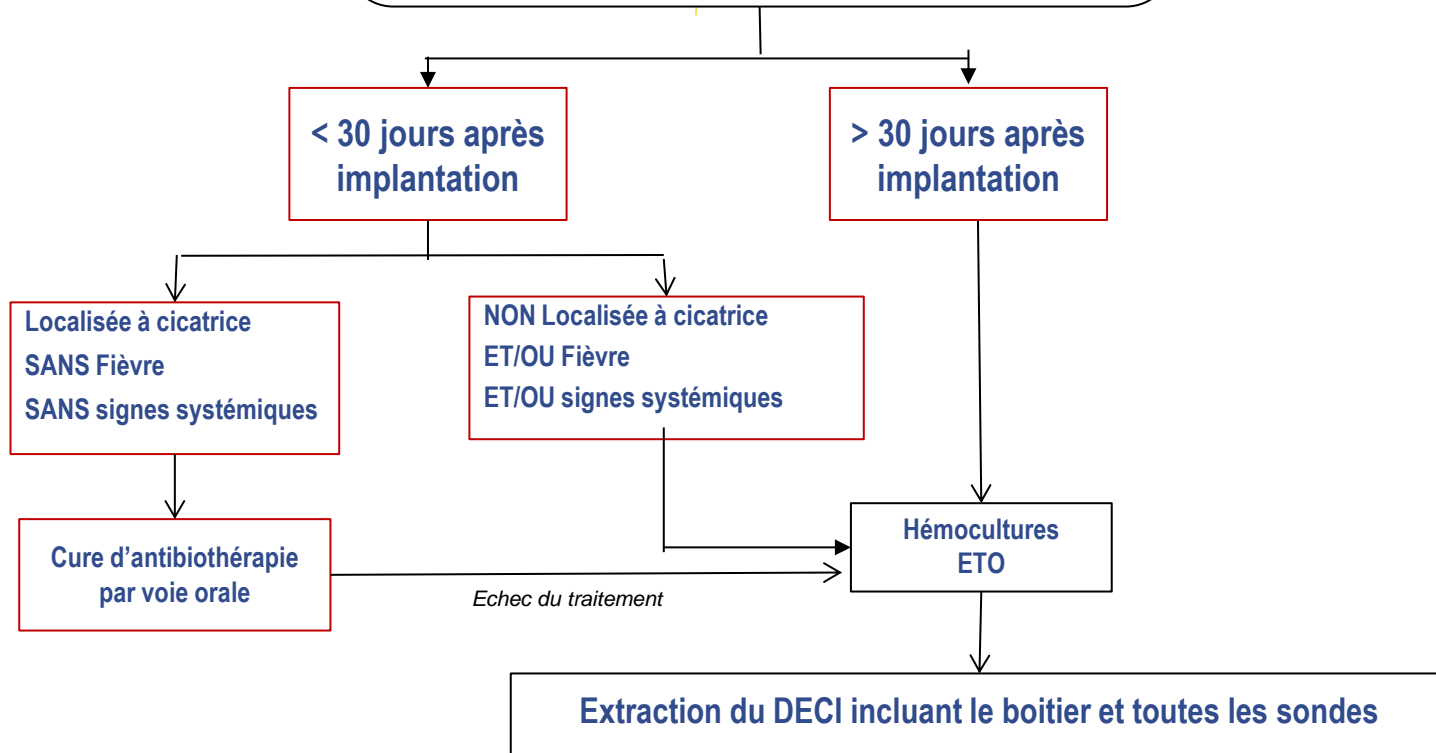 < 30 jours après
implantation
> 30 jours après
implantation
Localisée à cicatrice
SANS Fièvre
SANS signes systémiques
NON Localisée à cicatrice
ET/OU Fièvre
ET/OU signes systémiques
Cure d’antibiothérapie
par voie orale
Echec du traitement
Hémocultures
ETO
Extraction du DECI incluant le boitier et toutes les sondes